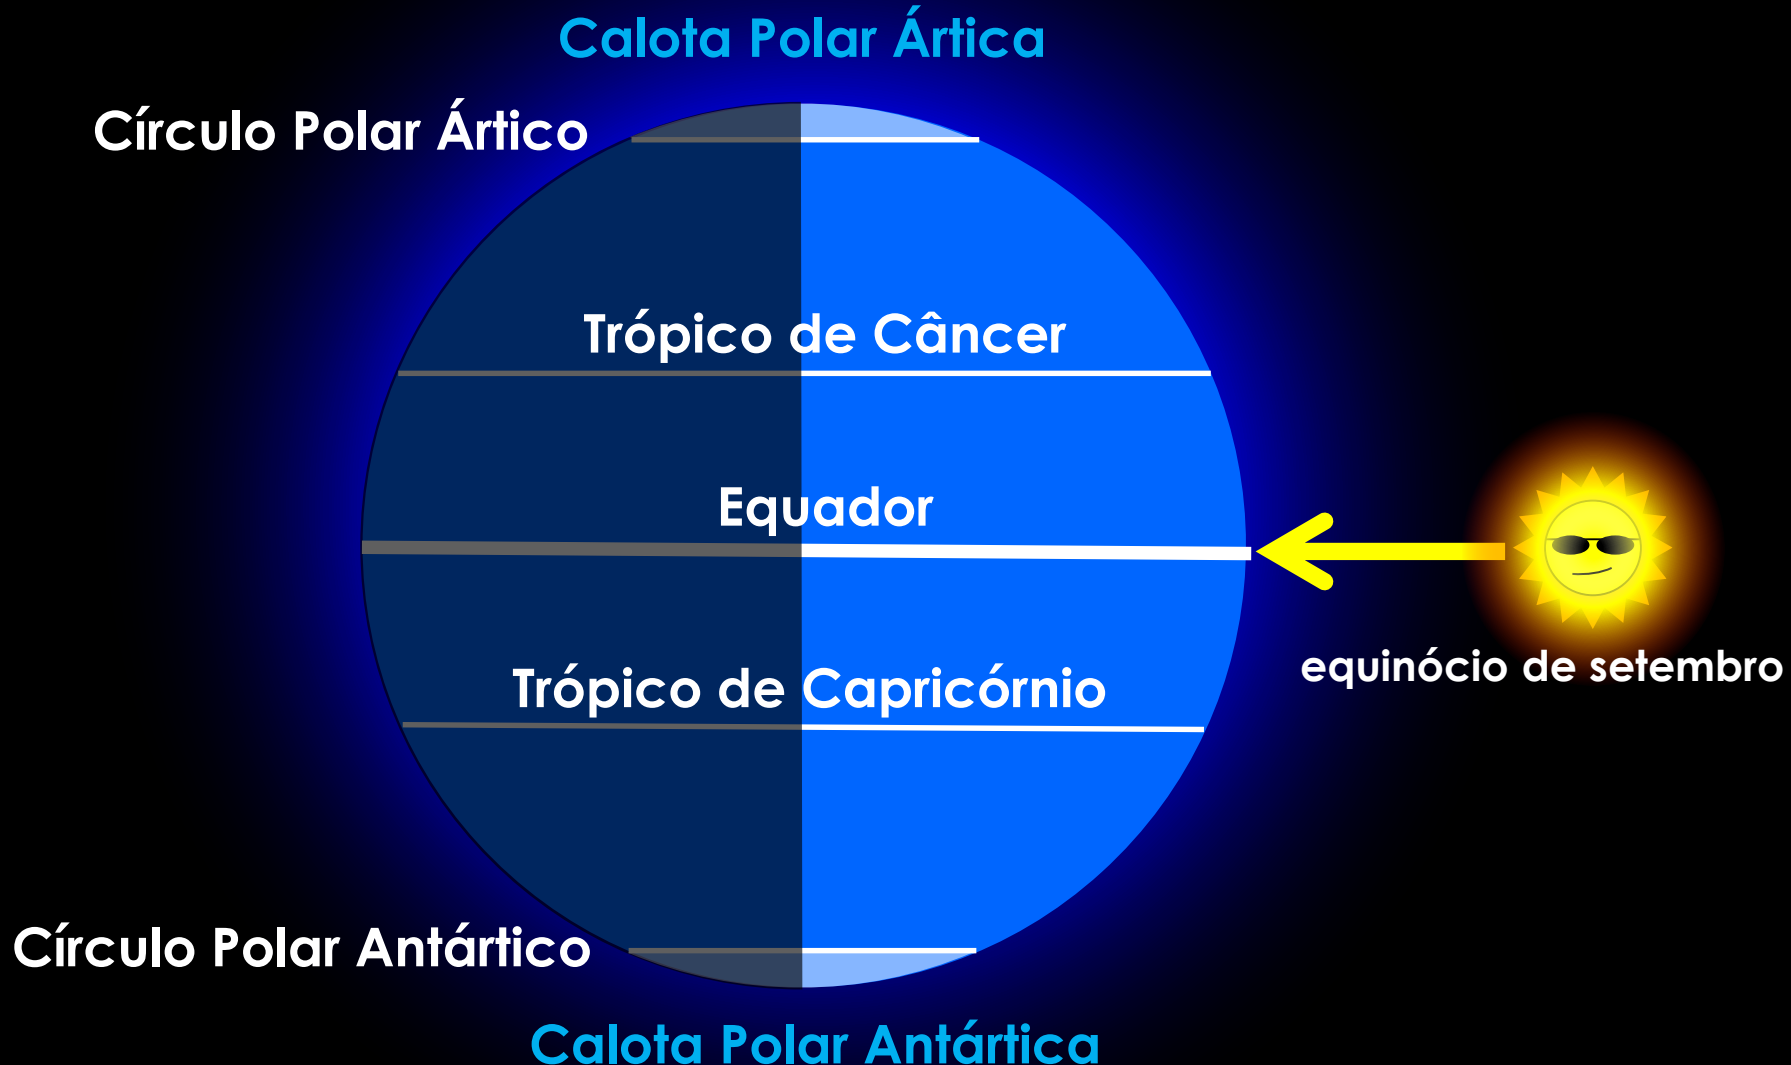 Calota Polar Ártica
Círculo Polar Ártico
Trópico de Câncer
Equador
equinócio de setembro
Trópico de Capricórnio
Círculo Polar Antártico
Calota Polar Antártica